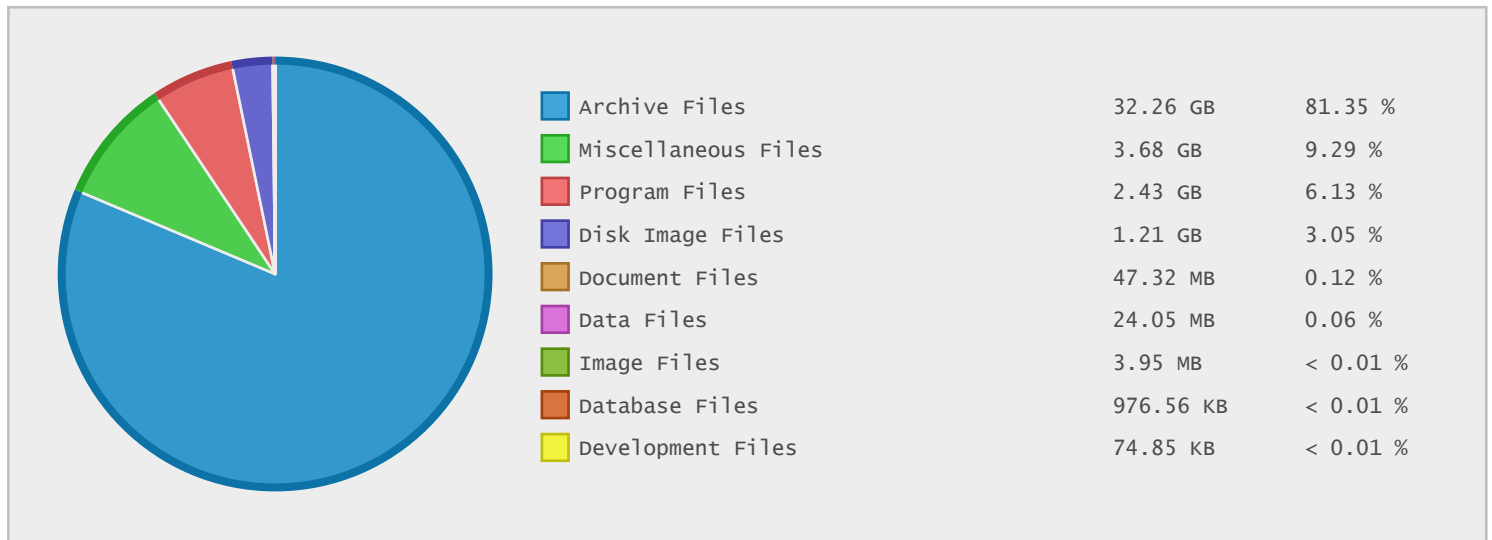 Archive Files 32.26 GB 81.35 %
Miscellaneous Files 3.68 GB 9.29 %
Program Files 2.43 GB 6.13 %
Disk Image Files 1.21 GB 3.05 %
Document Files 47.32 MB 0.12 %
Data Files 24.05 MB 0.06 %
Image Files 3.95 MB < 0.01 %
Database Files 976.56 KB < 0.01 %
Development Files 74.85 KB < 0.01 %